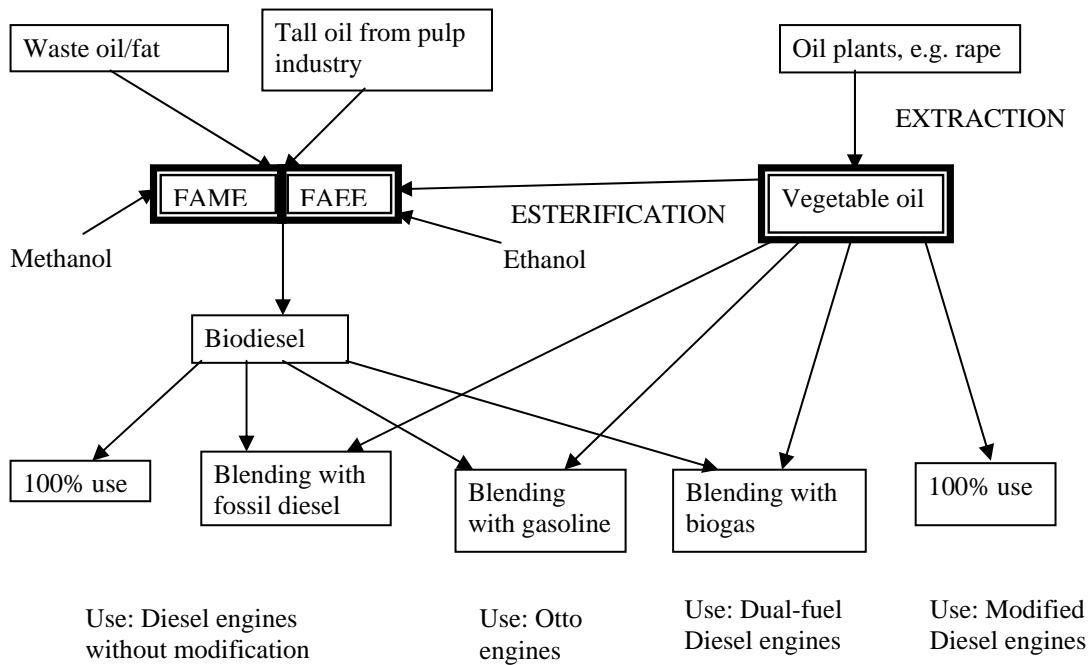 Waste oil/fat
Tall oil from pulp
industry
Oil plants, e.g. rape
EXTRACTION
FAME
FAEE
Vegetable oil
ESTERIFICATION
Methanol
Ethanol
Biodiesel
100% use
Blending with
fossil diesel
Blending
with gasoline
Blending with
biogas
100% use
Use: Diesel engines
without modification
Use: Otto
engines
Use: Dual-fuel
Diesel engines
Use: Modified
Diesel engines